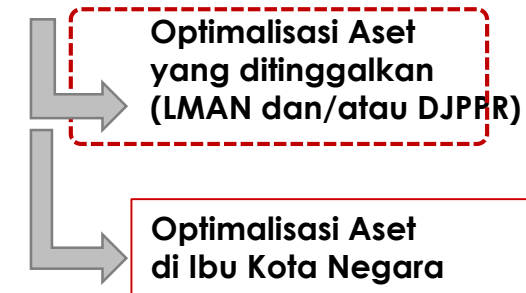 Optimalisasi Aset
yang ditinggalkan
(LMAN dan/atau DJPPR)
Optimalisasi Aset
di Ibu Kota Negara